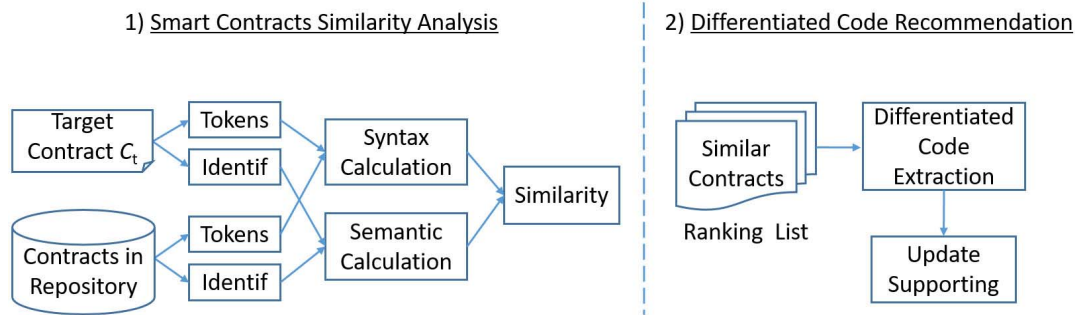 1) Smart Contracts Similarity Analysis
Target
Contract Ct
Tokens
Identif
Contracts in
Repository
Tokens
Identif
Syntax
Calculation
Semantic
Calculation
Similarity
2) Differentiated Code Recommendation
Similar
Contracts
Ranking List
Differentiated
Code
Extraction
Update
Supporting